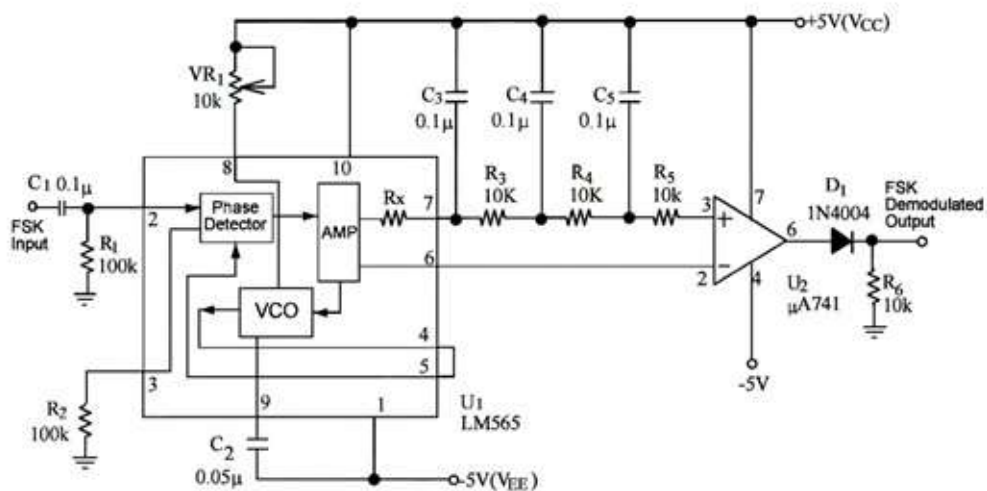 +5V(VCC)
VR1
10k
C3
0.1μ
C4
0.1μ
C5
0.1μ
8
10
C1 0.1μ
FSK
Input
2
R1
100k
Phase
Detector
AMP
Rx
7
R3
10K
R4
10K
R5
10k
3
+
7
6
D1
1N4004
FSK
Demodulated
Output
6
−
2
4
U2
μA741
R6
10k
VCO
4
5
-5V
3
R2
100k
9
1
U1
LM565
C2
0.05μ
-5V(VEE)